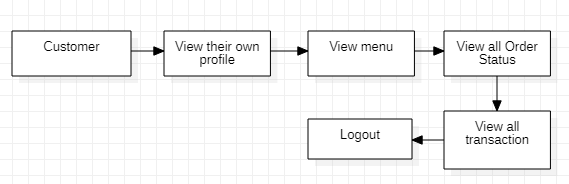 Customer
View their own
profile
View menu
View all Order
Status
View all
transaction
Logout